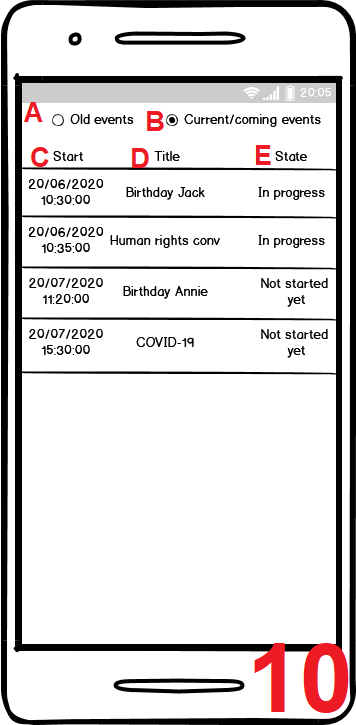 20:05
A Old events B Current/coming events
C Start D Title E State
20/06/2020
10:30:00
Birthday Jack
In progress
20/06/2020
10:35:00
Human rights conv
In progress
20/07/2020
11:20:00
Birthday Annie
Not started
yet
20/07/2020
15:30:00
COVID-19
Not started
yet
10